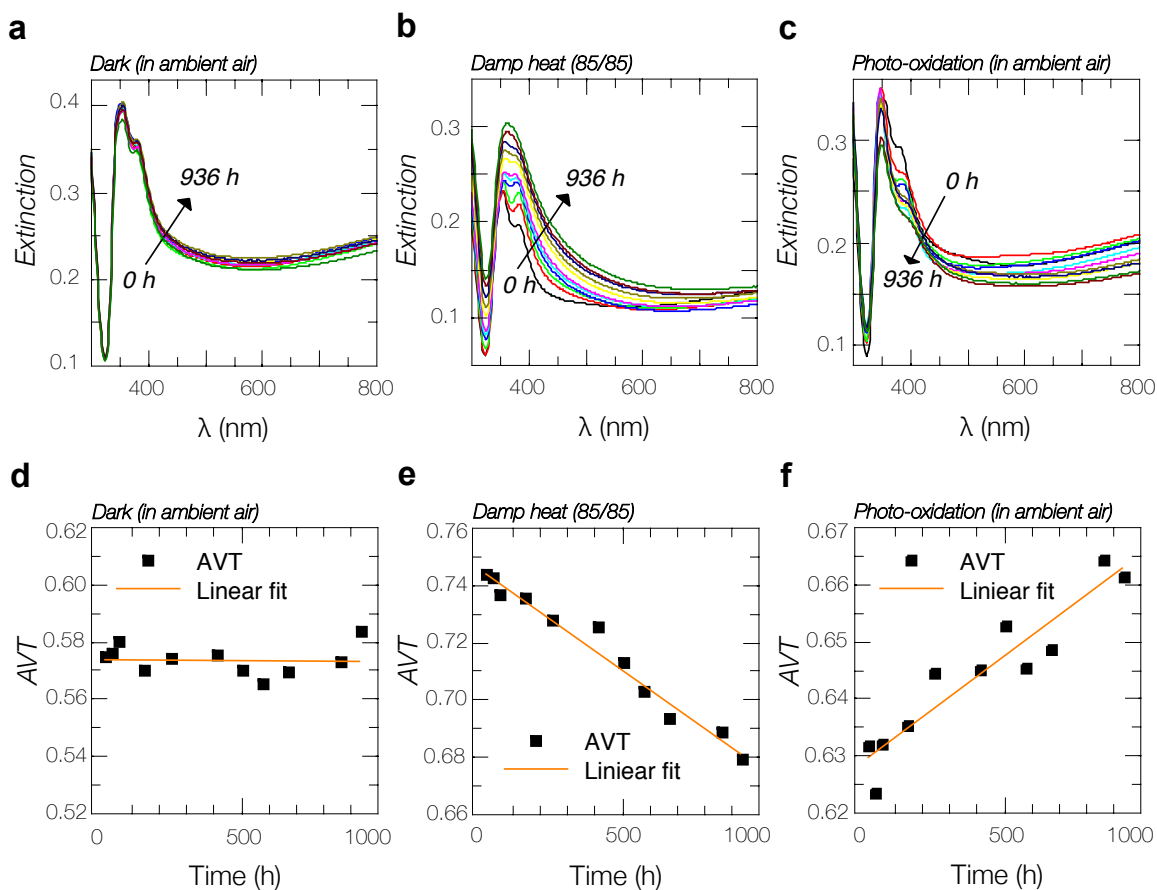 a
Dark (in ambient air)
0.4
0.3
0.2
0.1
Extinction
936 h
0 h
400
600
800
λ (nm)
b
Damp heat (85/85)
0.3
0.2
0.1
Extinction
936 h
0 h
400
600
800
λ (nm)
c
Photo-oxidation (in ambient air)
0.3
0.2
0.1
Extinction
0 h
936 h
400
600
800
λ (nm)
d
Dark (in ambient air)
0.62
0.60
0.58
0.57
0.55
0.54
0.52
AVT
AVT
Linear fit
0
500
1000
Time (h)
e
Damp heat (85/85)
0.76
0.74
0.72
0.70
0.68
0.66
AVT
AVT
Liniear fit
0
500
1000
Time (h)
f
Photo-oxidation (in ambient air)
0.67
0.66
0.65
0.64
0.63
0.62
AVT
AVT
Linear fit
0
500
1000
Time (h)